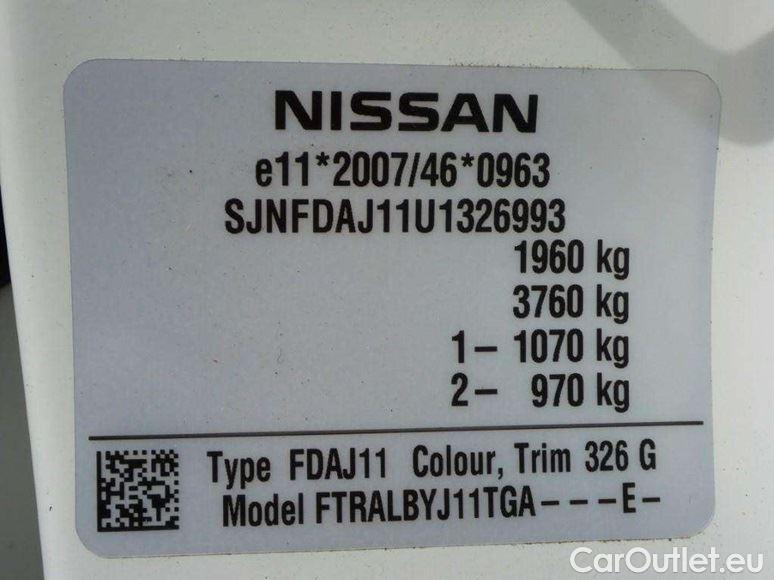 NISSAN
e11*2007/46*0963
SJNFDAJ11U1326993
1960 kg
3760 kg
1– 1070 kg
2– 970 kg
Type FDAJ11 Colour, Trim 326 G
Model FTRALBYJ11TGA– – – –E–
CarOutlet.eu